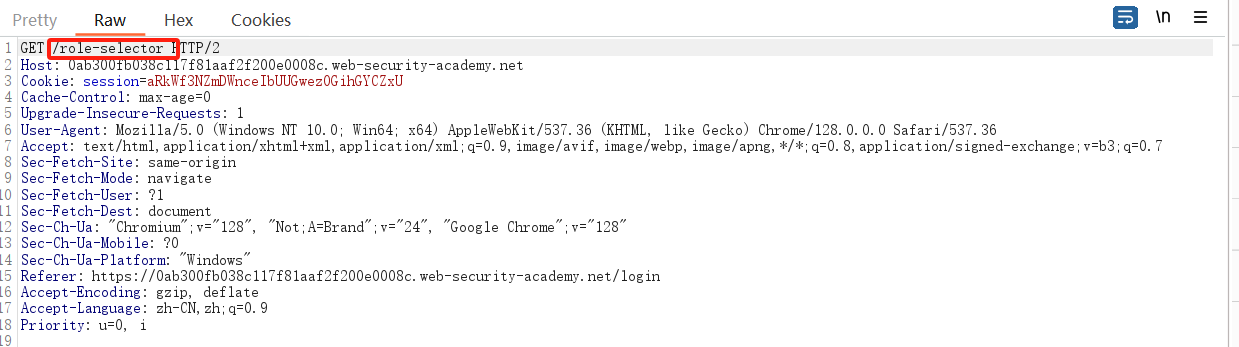 Pretty Raw Hex Cookies \n
1 GET /role-selector HTTP/2
2 Host: 0ab300fb038c117f81aaf2f200e0008c.web-security-academy.net
3 Cookie: session=aRkWf3NZmDWnceIbUUGwez0GihGYCZxU
4 Cache-Control: max-age=0
5 Upgrade-Insecure-Requests: 1
6 User-Agent: Mozilla/5.0 (Windows NT 10.0; Win64; x64) AppleWebKit/537.36 (KHTML, like Gecko) Chrome/128.0.0.0 Safari/537.36
7 Accept: text/html,application/xhtml+xml,application/xml;q=0.9,image/avif,image/webp,image/apng,*/*;q=0.8,application/signed-exchange;v=b3;q=0.7
8 Sec-Fetch-Site: same-origin
9 Sec-Fetch-Mode: navigate
10 Sec-Fetch-User: ?1
11 Sec-Fetch-Dest: document
12 Sec-Ch-Ua: "Chromium";v="128", "Not;A=Brand";v="24", "Google Chrome";v="128"
13 Sec-Ch-Ua-Mobile: ?0
14 Sec-Ch-Ua-Platform: "Windows"
15 Referer: https://0ab300fb038c117f81aaf2f200e0008c.web-security-academy.net/login
16 Accept-Encoding: gzip, deflate
17 Accept-Language: zh-CN,zh;q=0.9
18 Priority: u=0, i
19